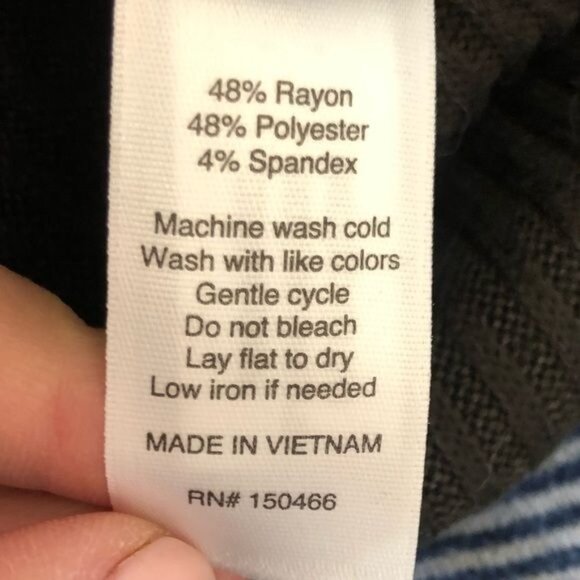 48% Rayon
48% Polyester
4% Spandex
Machine wash cold
Wash with like colors
Gentle cycle
Do not bleach
Lay flat to dry
Low iron if needed
MADE IN VIETNAM
RN# 150466